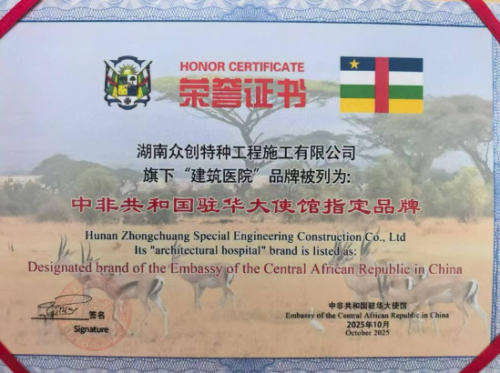 HONOR CERTIFICATE
荣誉证书
湖南众创特种工程施工有限公司
旗下“建筑医院”品牌被列为:
中非共和国驻华大使馆指定品牌
Hunan Zhongchuang Special Engineering Construction Co., Ltd
Its "architectural hospital" brand is listed as:
Designated brand of the Embassy of the Central African Republic in China
签名
Signature
中非共和国驻华大使馆
Embassy of the Central African Republic in China
2025年10月
October 2025